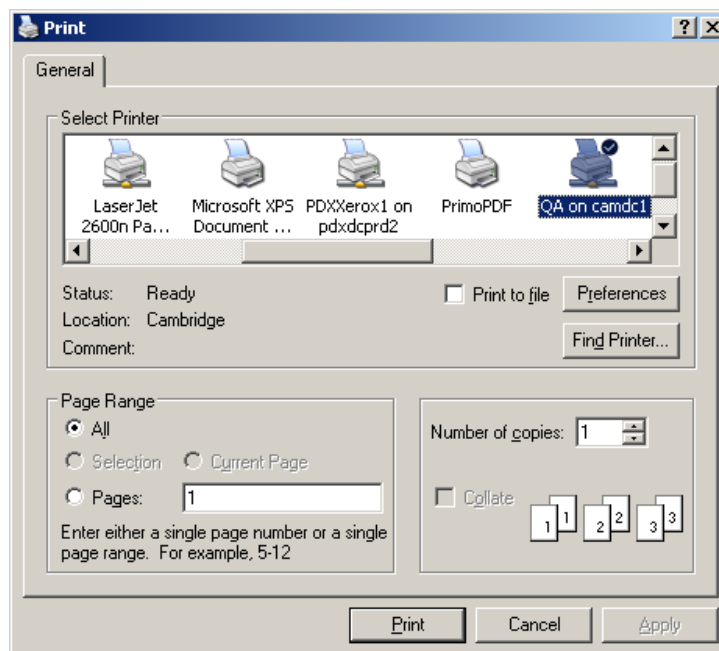 Print
General
Select Printer
LaserJet 2600n Pa...
Microsoft XPS Document ...
PDXXerox1 on pdxdcprd2
PrimoPDF
QA on camdc1
Status: Ready
Print to file
Preferences
Location: Cambridge
Comment:
Find Printer...
Page Range
All
Selection
Current Page
Pages: 1
Enter either a single page number or a single
page range. For example, 5-12
Number of copies: 1
Collate
1 1 2 2 3 3
Print
Cancel
Apply